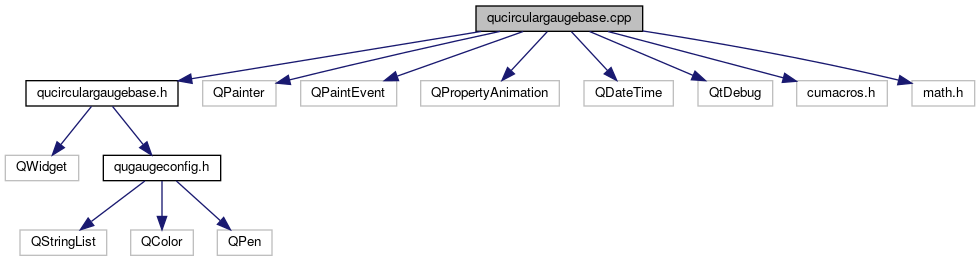 qucirculargaugebase.cpp
qucirculargaugebase.h
QPainter
QPaintEvent
QPropertyAnimation
QDateTime
QtDebug
cumacros.h
math.h
QWidget
qugaugeconfig.h
QStringList
QColor
QPen